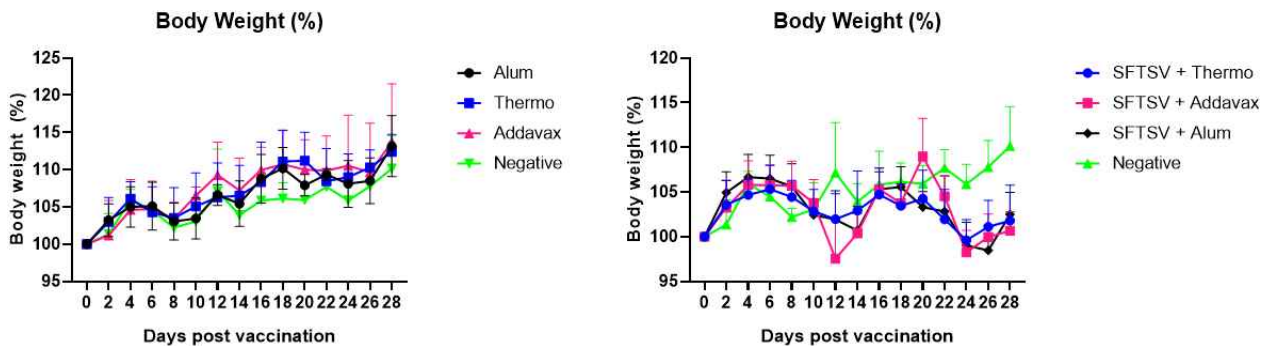 Body Weight (%)
125
120
115
110
105
100
95
Body weight (%)
0 2 4 6 8 10 12 14 16 18 20 22 24 26 28
Days post vaccination
Alum
Thermo
Addavax
Negative
Body Weight (%)
120
115
110
105
100
95
Body weight (%)
0 2 4 6 8 10 12 14 16 18 20 22 24 26 28
Days post vaccination
SFTSV + Thermo
SFTSV + Addavax
SFTSV + Alum
Negative